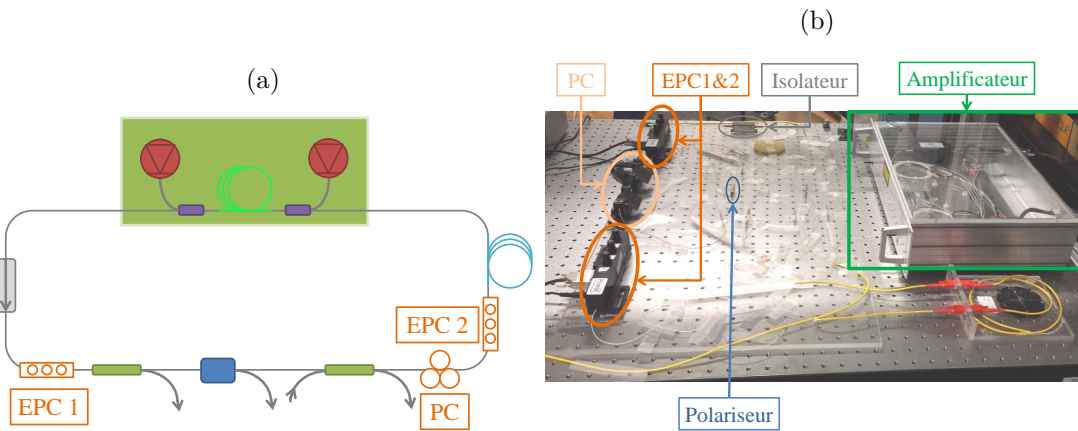 (a)
EPC 1
EPC 2
PC
(b)
PC
EPC1&2
Isolateur
Amplificateur
Polariseur